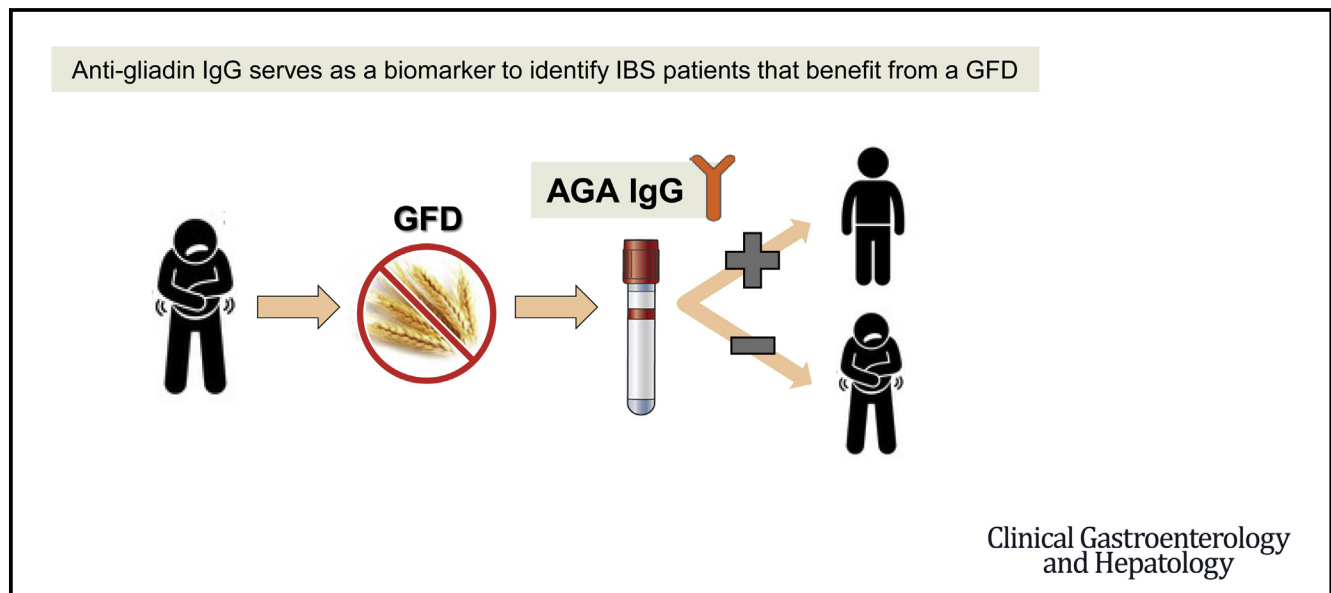 Anti-gliadin IgG serves as a biomarker to identify IBS patients that benefit from a GFD
AGA IgG
GFD
Clinical Gastroenterology
and Hepatology